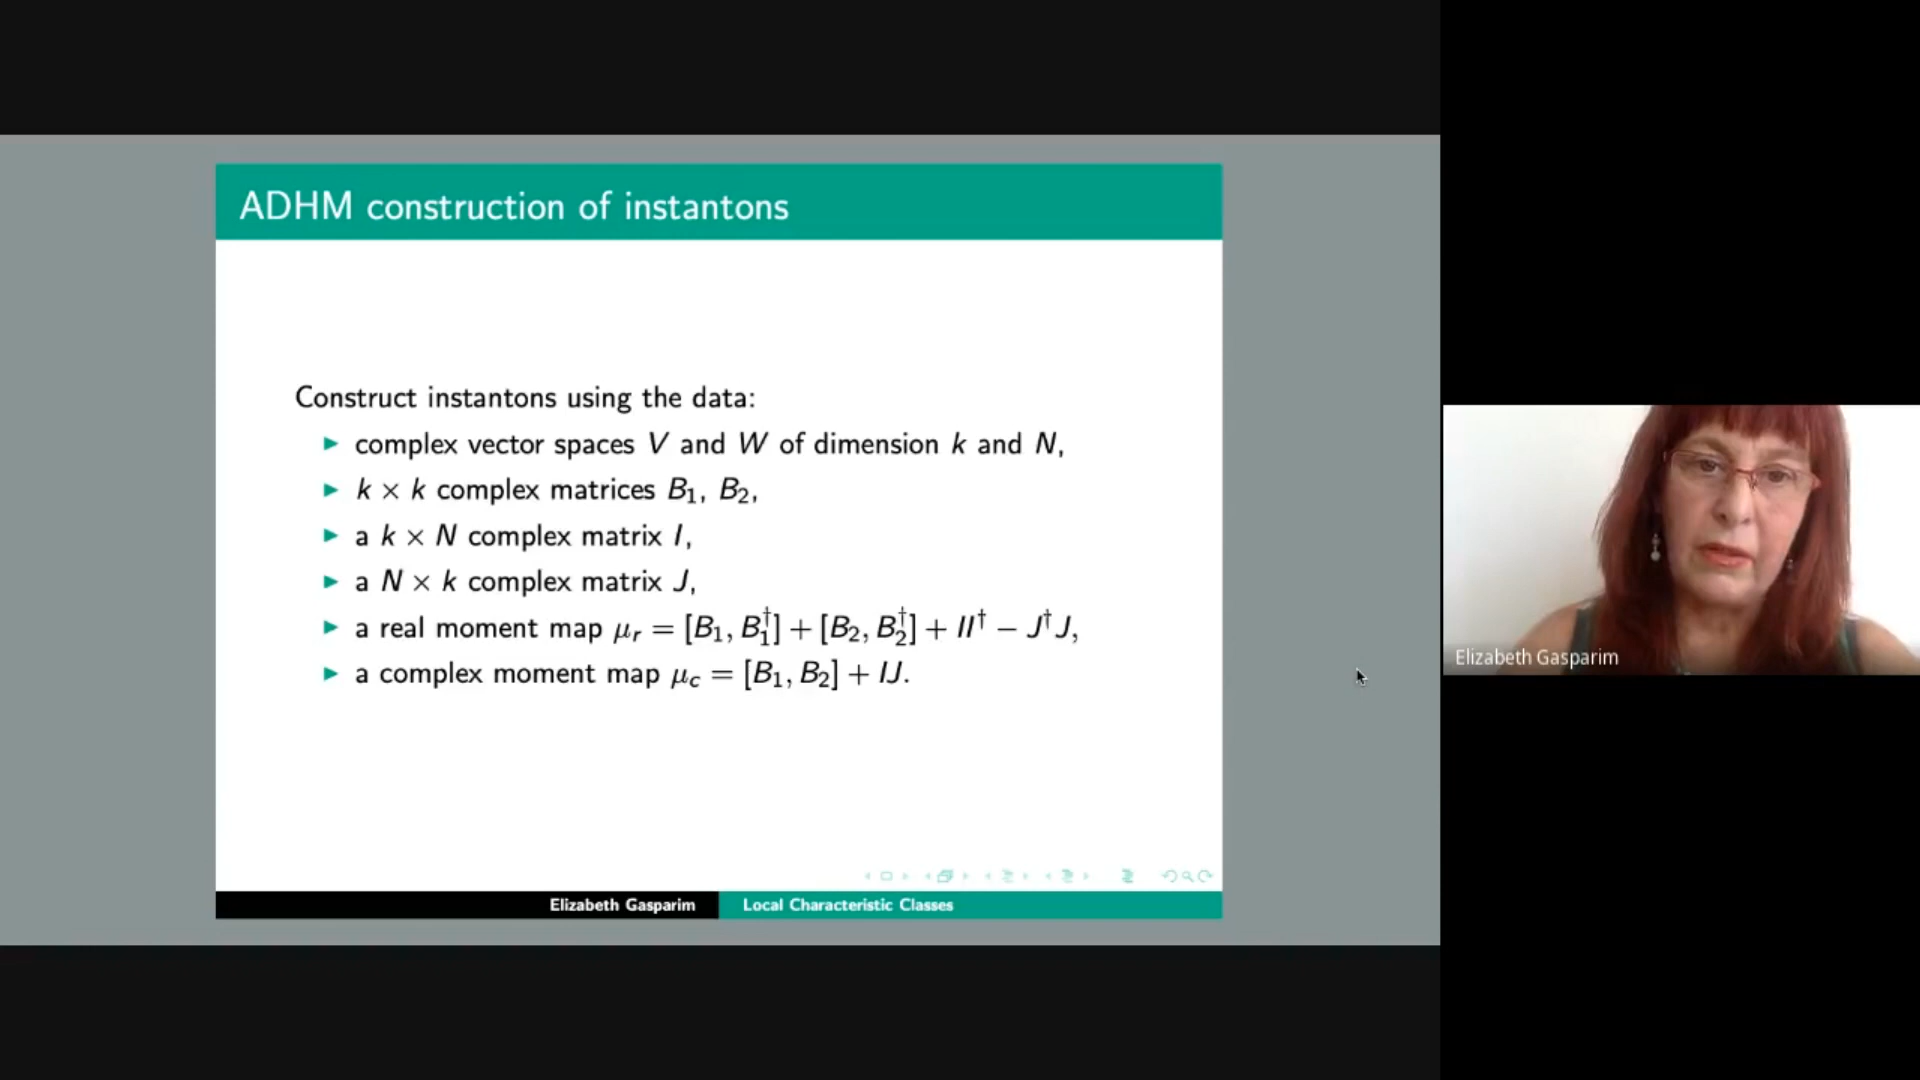 ADHM construction of instantons
Construct instantons using the data:
▶ complex vector spaces V and W of dimension k and N,
▶ k × k complex matrices B₁, B₂,
▶ a k × N complex matrix I,
▶ a N × k complex matrix J,
▶ a real moment map μᵣ = [B₁, B₁†] + [B₂, B₂†] + II† − J†J,
▶ a complex moment map μ_c = [B₁, B₂] + IJ.
Elizabeth Gasparim
Local Characteristic Classes
Elizabeth Gasparim